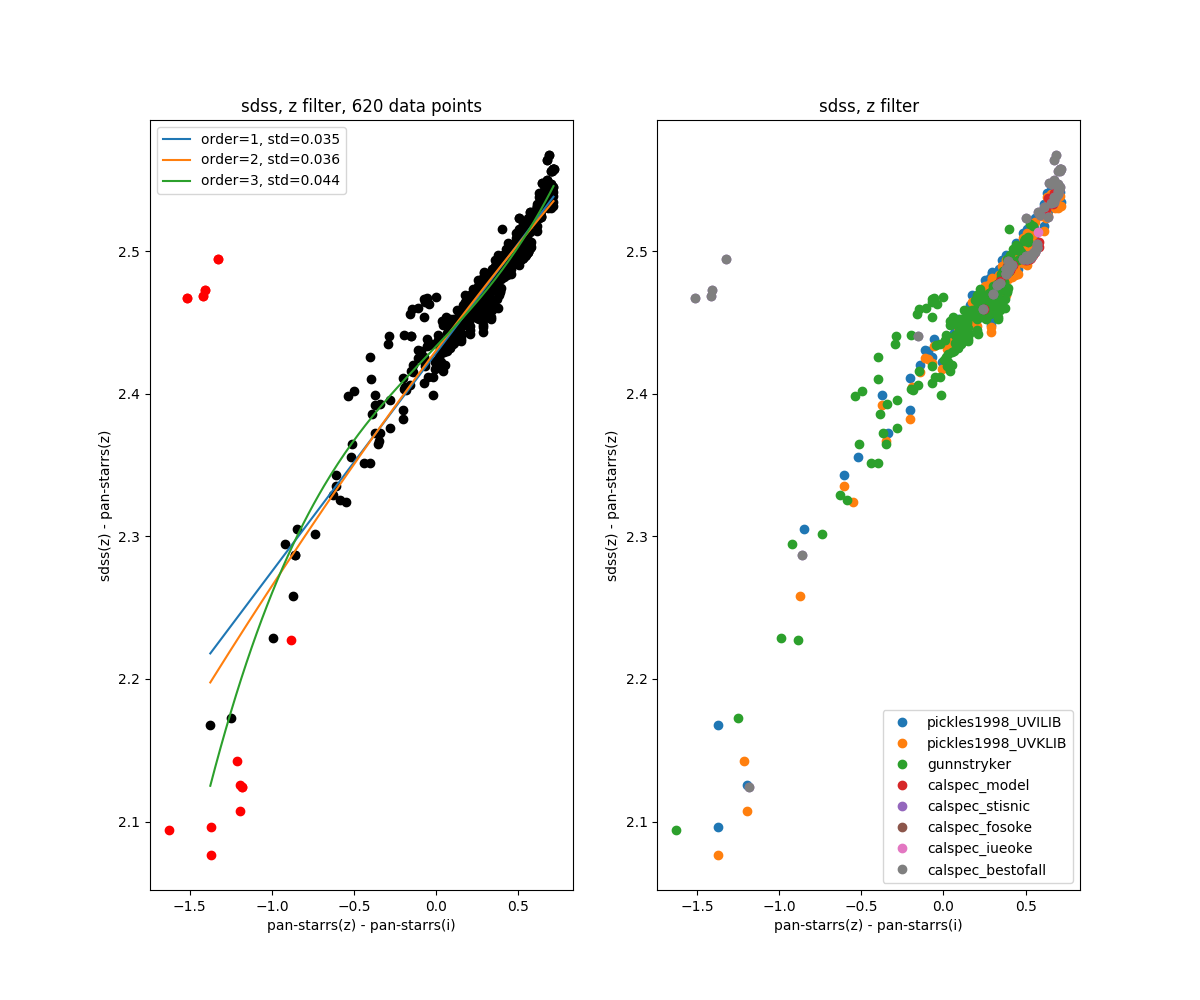 sdss, z filter, 620 data points
order=1, std=0.035
order=2, std=0.036
order=3, std=0.044
sdss(z) - pan-starrs(z)
2.5
2.4
2.3
2.2
2.1
−1.5 −1.0 −0.5 0.0 0.5
pan-starrs(z) - pan-starrs(i)
sdss, z filter
sdss(z) - pan-starrs(z)
2.5
2.4
2.3
2.2
2.1
pickles1998_UVILIB
pickles1998_UVKLIB
gunnstryker
calspec_model
calspec_stisnic
calspec_fosoke
calspec_iueoke
calspec_bestofall
−1.5 −1.0 −0.5 0.0 0.5
pan-starrs(z) - pan-starrs(i)